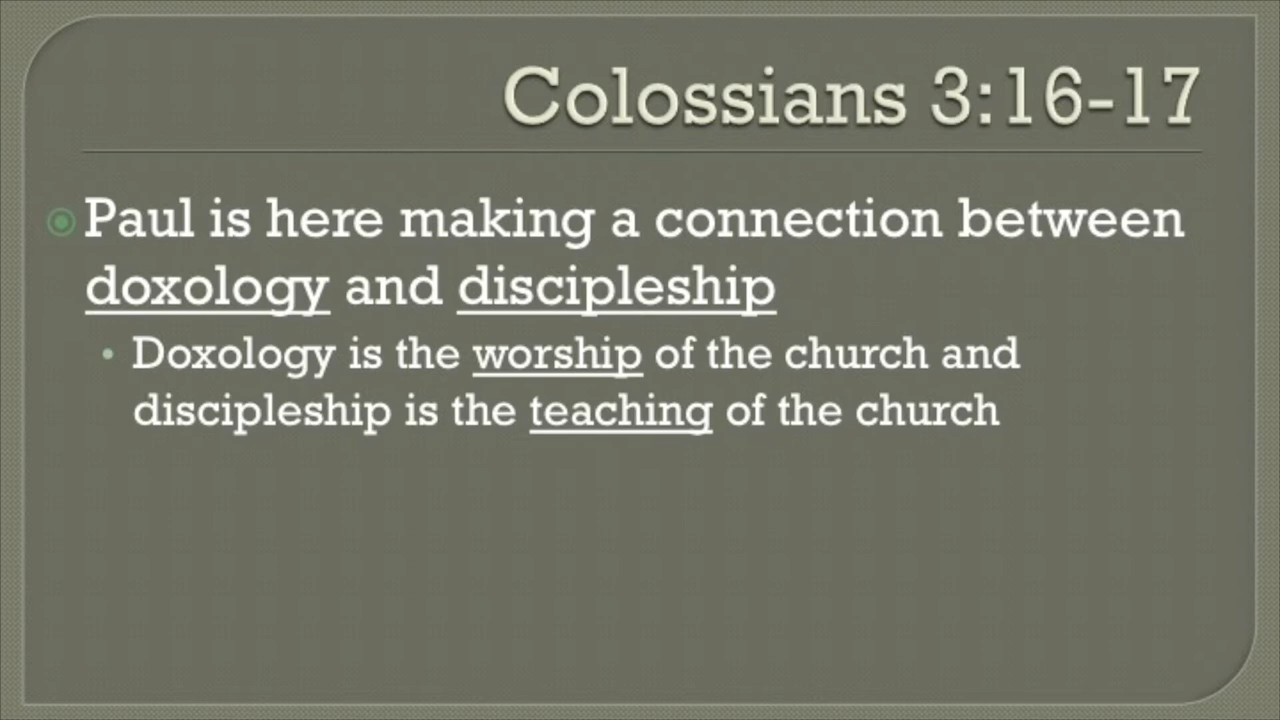 Colossians 3:16-17
Paul is here making a connection between
doxology and discipleship
Doxology is the worship of the church and
discipleship is the teaching of the church